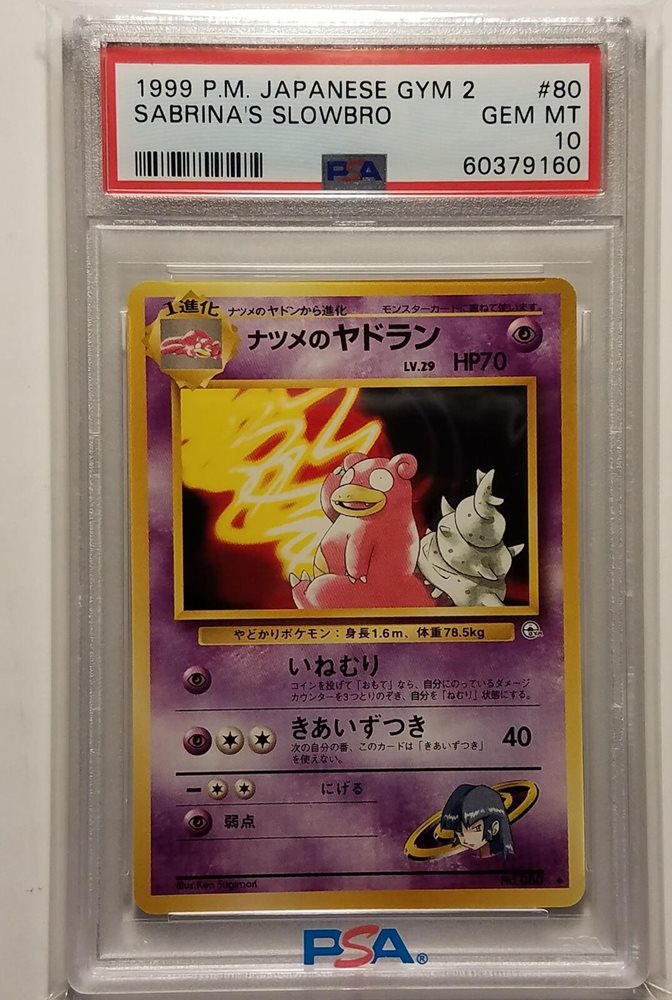 1999 P.M. JAPANESE GYM 2 #80
SABRINA'S SLOWBRO GEM MT
10
PSA 60379160
1進化 ナツメのヤドンから進化 モンスターカードに重ねて使います
ナツメのヤドラン
LV.29 HP70
やどかりポケモン：身長1.6m、体重78.5kg
いねむり
コインを投げて「おもて」なら、自分にのっているダメージ
カウンターを3つとりのぞき、自分を「ねむり」状態にする。
きあいずつき 40
次の自分の番、このカードは「きあいずつき」
を使えない。
にげる
弱点
Illus. Ken Sugimori No. 080
PSA®